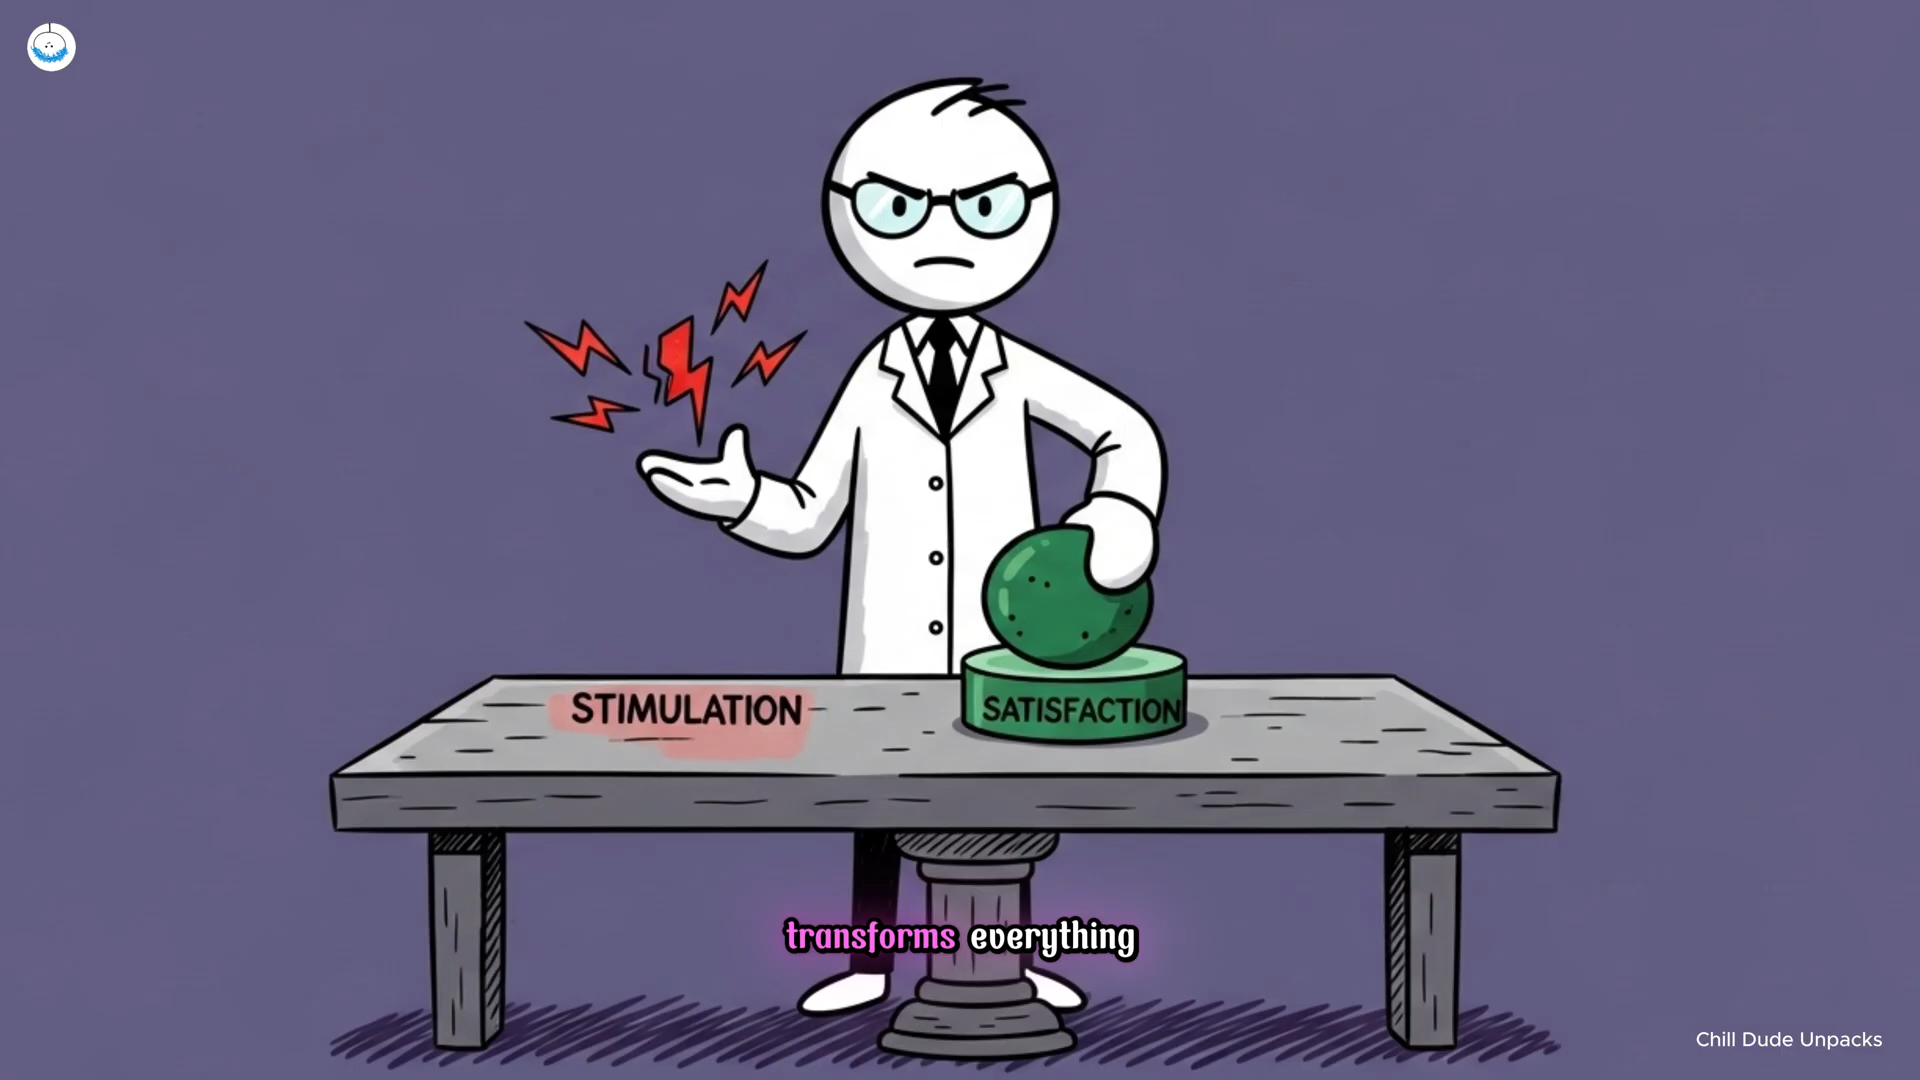 STIMULATION
SATISFACTION
transforms everything
Chill Dude Unpacks